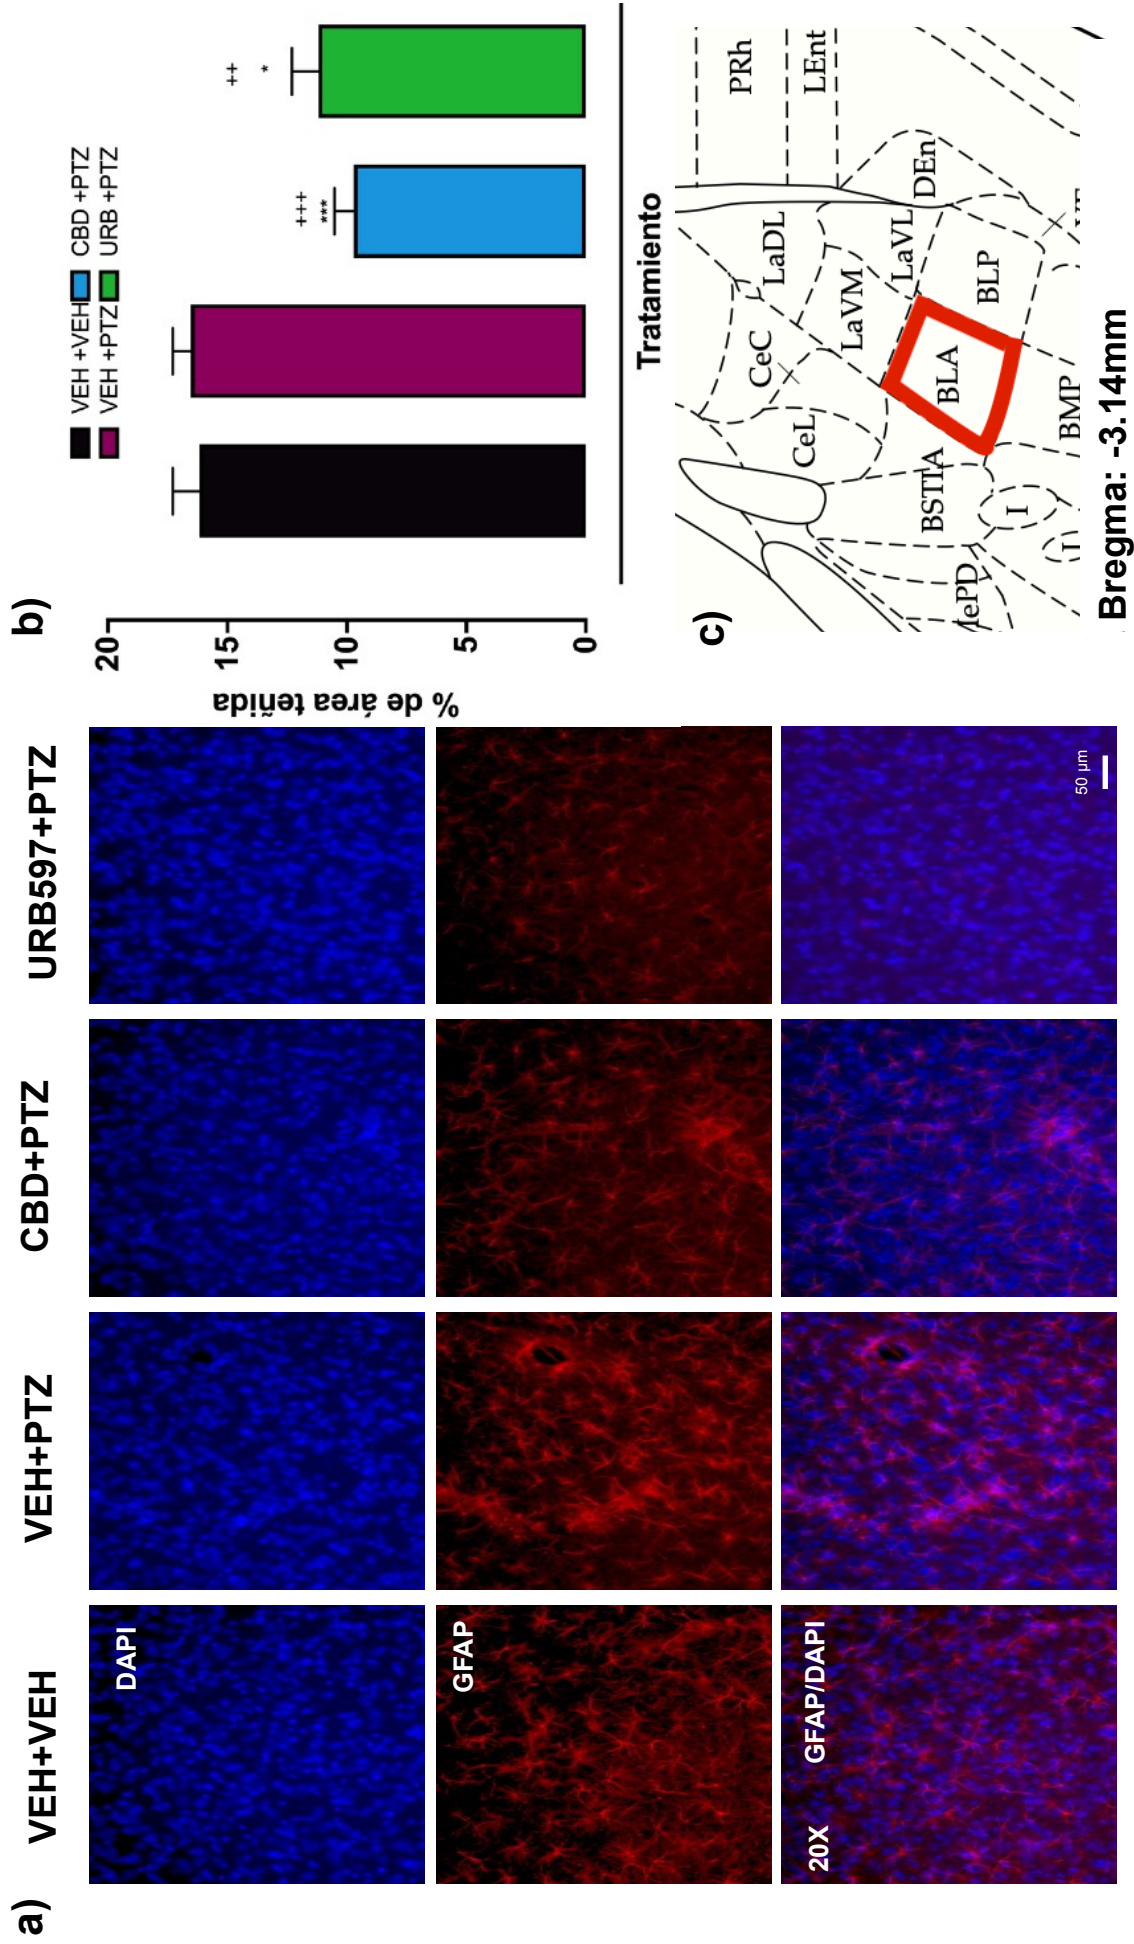 a)
VEH+VEH
VEH+PTZ
CBD+PTZ
URB597+PTZ
DAPI
GFAP
20X GFAP/DAPI
50 µm
b)
VEH +VEH
CBD +PTZ
VEH +PTZ
URB +PTZ
% de área teñida
20
15
10
5
0
+++
***
++
*
Tratamiento
c)
PRh
LEnt
LaDL
DEn
CeC
LaVM
LaVL
CeL
BLP
BLA
BSTIA
BMP
I
I
ePD
Bregma: -3.14mm